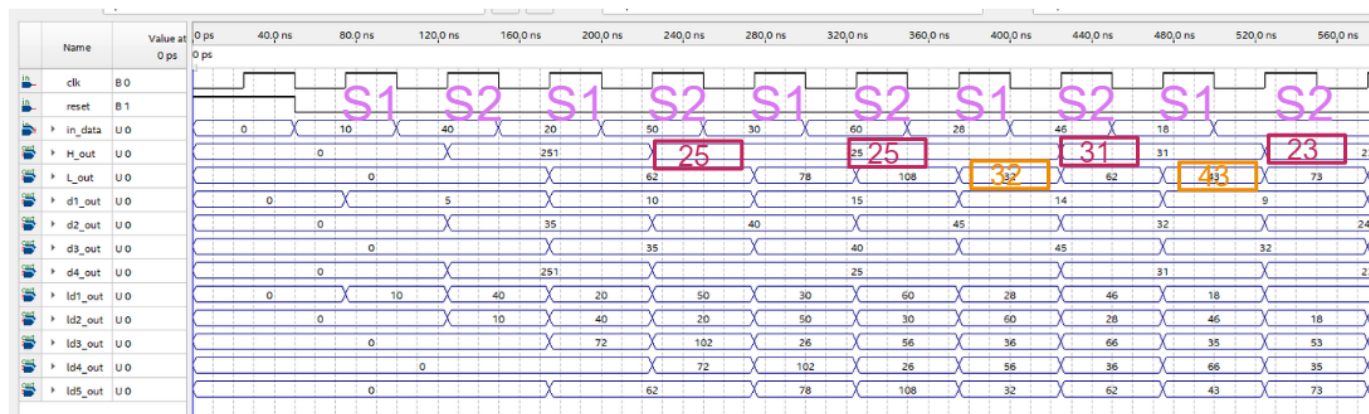 Name Value at 0 ps
0 ps 40.0 ns 80.0 ns 120.0 ns 160.0 ns 200.0 ns 240.0 ns 280.0 ns 320.0 ns 360.0 ns 400.0 ns 440.0 ns 480.0 ns 520.0 ns 560.0 ns
0 ps
in clk B 0
in reset B 1 S1 S2 S1 S2 S1 S2 S1 S2 S1 S2
in_data U 0 0 10 40 20 50 30 60 28 46 18
H_out U 0 0 251 25 25 31 31 23
L_out U 0 0 62 78 108 32 62 43 73
d1_out U 0 0 5 10 15 14 9
d2_out U 0 0 35 40 45 32 24
d3_out U 0 0 35 40 45 32
d4_out U 0 0 251 25 31
ld1_out U 0 0 10 40 20 50 30 60 28 46 18
ld2_out U 0 0 10 40 20 50 30 60 28 46 18
ld3_out U 0 0 72 102 26 56 36 66 35 53
ld4_out U 0 0 72 102 26 56 36 66 35
ld5_out U 0 0 62 78 108 32 62 43 73